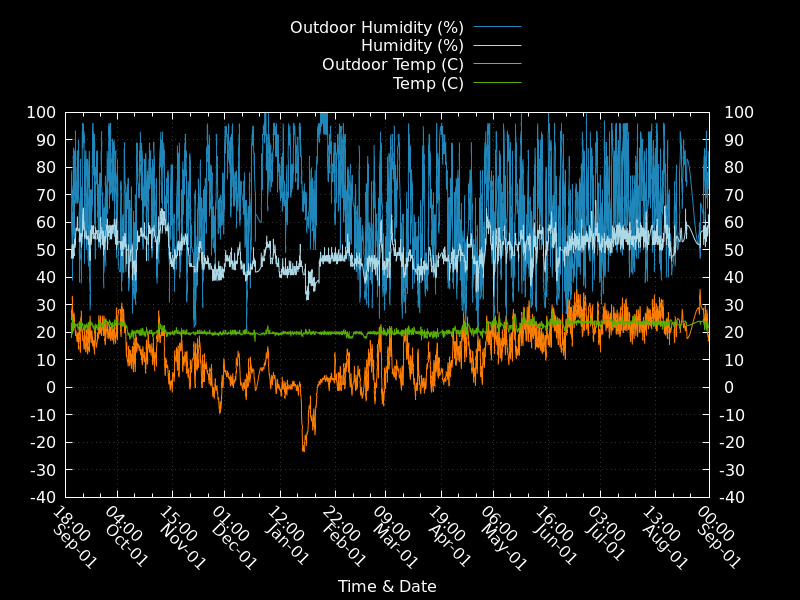 Outdoor Humidity (%)
Humidity (%)
Outdoor Temp (C)
Temp (C)
100 100
90 90
80 80
70 70
60 60
50 50
40 40
30 30
20 20
10 10
0 0
-10 -10
-20 -20
-30 -30
-40 -40
18:00 Sep-01
04:00 Oct-01
15:00 Nov-01
01:00 Dec-01
12:00 Jan-01
22:00 Feb-01
09:00 Mar-01
19:00 Apr-01
06:00 May-01
16:00 Jun-01
03:00 Jul-01
13:00 Aug-01
00:00 Sep-01
Time & Date